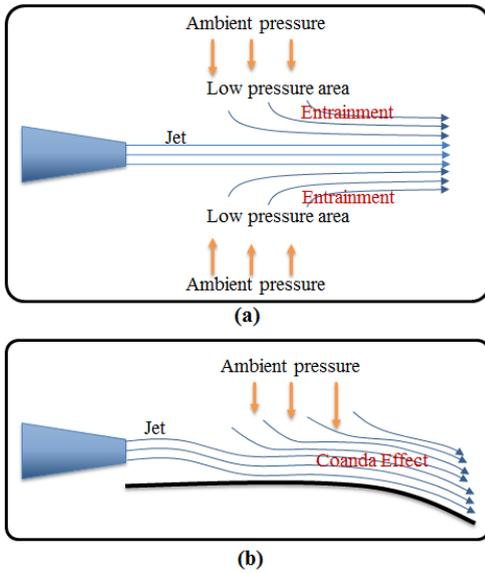 Ambient pressure
Low pressure area
Entrainment
Jet
Entrainment
Low pressure area
Ambient pressure
(a)
Ambient pressure
Jet
Coanda Effect
(b)